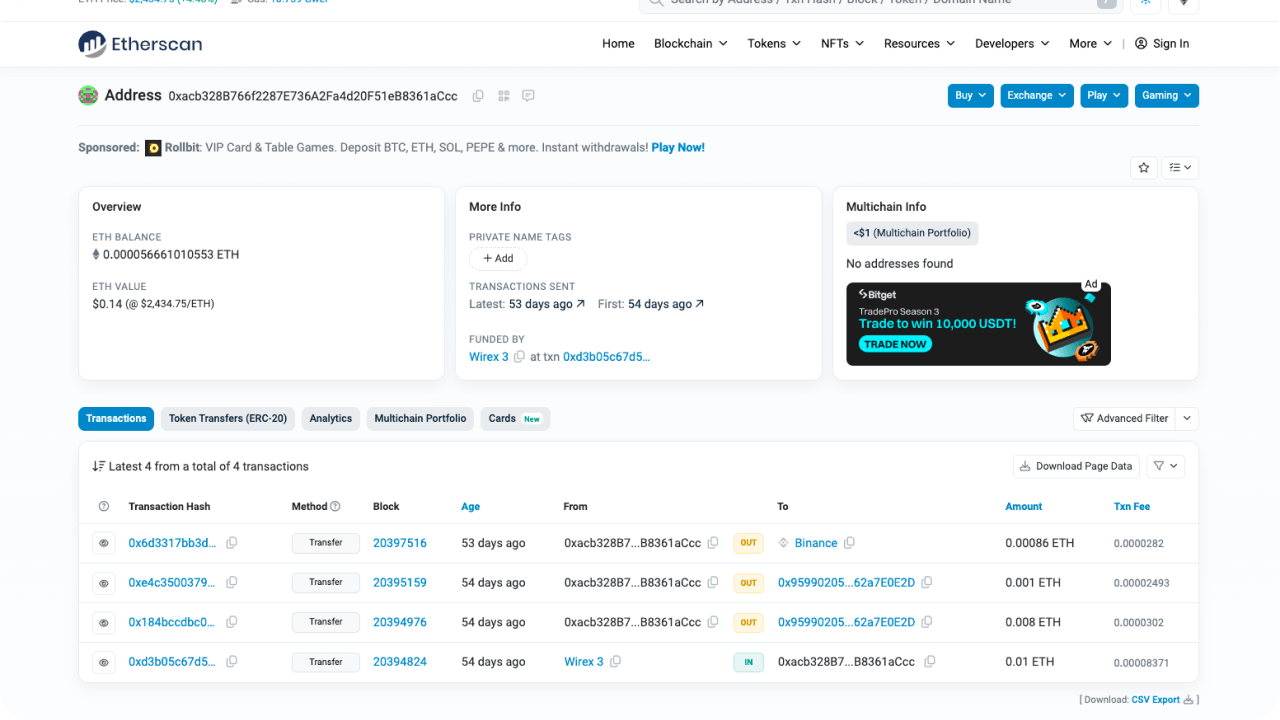 ETH Price: $2,434.75 (+4.48%) Gas: 18.759 Gwei
Search by Address / Txn Hash / Block / Token / Domain Name /
Etherscan
Home Blockchain Tokens NFTs Resources Developers More | Sign In
Address 0xacb328B766f2287E736A2Fa4d20F51eB8361aCcc
Buy Exchange Play Gaming
Sponsored: Rollbit: VIP Card & Table Games. Deposit BTC, ETH, SOL, PEPE & more. Instant withdrawals! Play Now!
Overview
ETH BALANCE
0.000056661010553 ETH
ETH VALUE
$0.14 (@ $2,434.75/ETH)
More Info
PRIVATE NAME TAGS
+ Add
TRANSACTIONS SENT
Latest: 53 days ago First: 54 days ago
FUNDED BY
Wirex 3 at txn 0xd3b05c67d5...
Multichain Info
<$1 (Multichain Portfolio)
No addresses found
Ad
Bitget
TradePro Season 3
Trade to win 10,000 USDT!
TRADE NOW
Transactions Token Transfers (ERC-20) Analytics Multichain Portfolio Cards New
Advanced Filter
Latest 4 from a total of 4 transactions
Download Page Data
Transaction Hash Method Block Age From To Amount Txn Fee
0x6d3317bb3d... Transfer 20397516 53 days ago 0xacb328B7...B8361aCcc OUT Binance 0.00086 ETH 0.0000282
0xe4c3500379... Transfer 20395159 54 days ago 0xacb328B7...B8361aCcc OUT 0x95990205...62a7E0E2D 0.001 ETH 0.00002493
0x184bccdbc0... Transfer 20394976 54 days ago 0xacb328B7...B8361aCcc OUT 0x95990205...62a7E0E2D 0.008 ETH 0.0000302
0xd3b05c67d5... Transfer 20394824 54 days ago Wirex 3 IN 0xacb328B7...B8361aCcc 0.01 ETH 0.00008371
[ Download: CSV Export ]